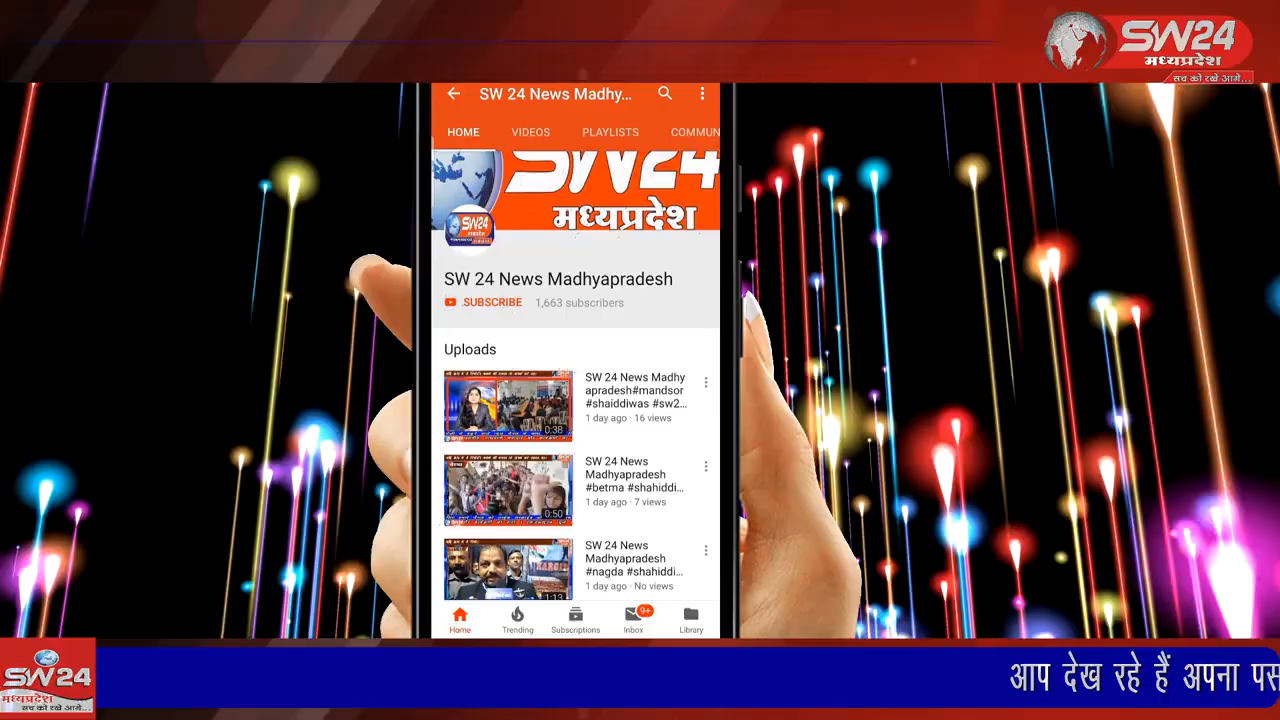 SW24
मध्यप्रदेश
सच को रखे आगे...
SW 24 News Madhy...
HOME VIDEOS PLAYLISTS COMMUN
SW24
मध्यप्रदेश
SW24
SW 24 News Madhyapradesh
SUBSCRIBE 1,663 subscribers
Uploads
SW 24 News Madhy
apradesh#mandsor
#shaiddiwas #sw2...
1 day ago · 16 views
0:38
SW 24 News
Madhyapradesh
#betma #shahiddi...
1 day ago · 7 views
0:50
SW 24 News
Madhyapradesh
#nagda #shahiddi...
1 day ago · No views
1:13
Home Trending Subscriptions Inbox 9+ Library
SW24
मध्यप्रदेश
सच को रखे आगे...
आप देख रहे हैं अपना पस